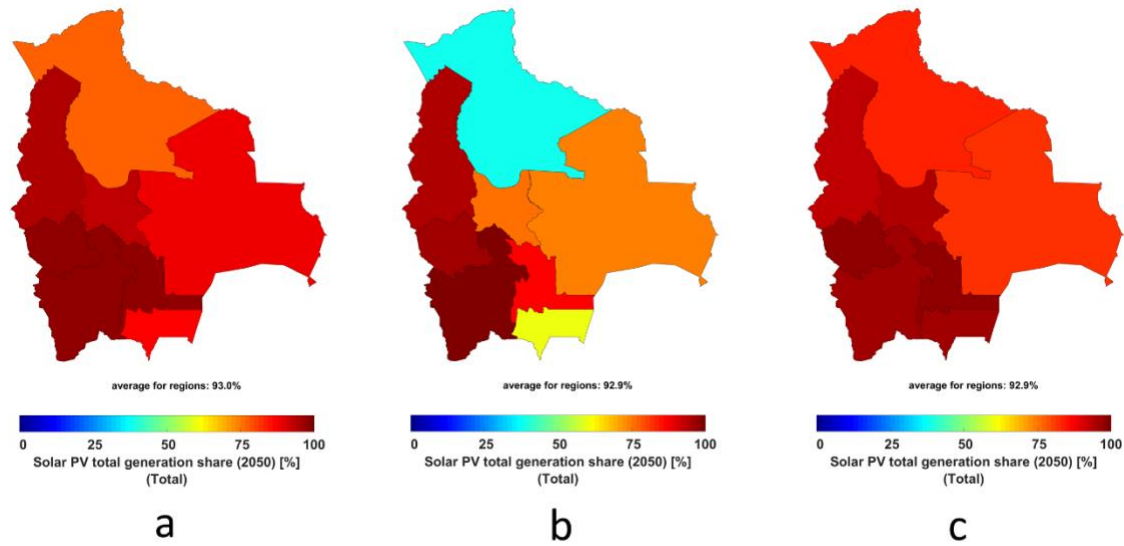 average for regions: 93.0%
0 25 50 75 100
Solar PV total generation share (2050) [%]
(Total)
a
average for regions: 92.9%
0 25 50 75 100
Solar PV total generation share (2050) [%]
(Total)
b
average for regions: 92.9%
0 25 50 75 100
Solar PV total generation share (2050) [%]
(Total)
c